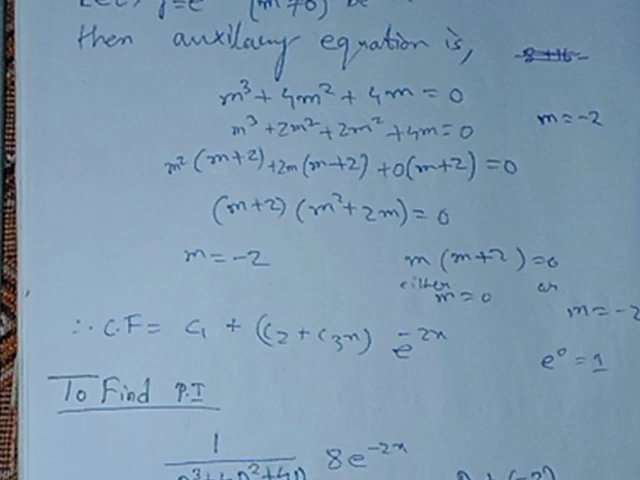 then auxilary equation is,
m³ + 4m² + 4m = 0
m³ + 2m² + 2m² + 4m = 0 m = -2
m² (m+2) + 2m (m+2) + 0(m+2) = 0
(m+2) (m² + 2m) = 0
m = -2 m (m+2) = 0
either m = 0 or m = -2
∴ C.F = C₁ + (C₂ + C₃x) e^-2x
e⁰ = 1
To Find P.I
1 8e^-2x